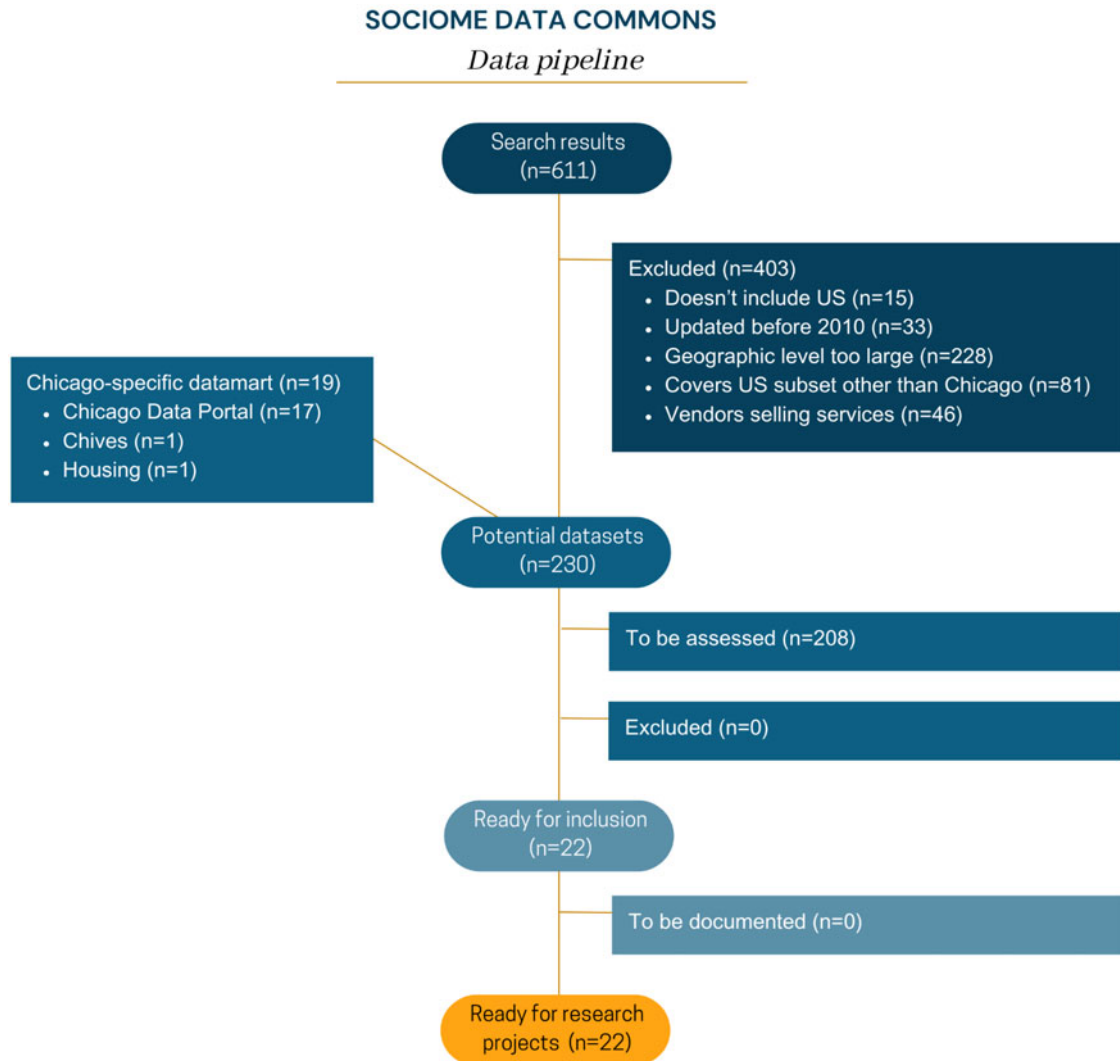 SOCIOME DATA COMMONS
Data pipeline
Search results
(n=611)
Excluded (n=403)
• Doesn't include US (n=15)
• Updated before 2010 (n=33)
• Geographic level too large (n=228)
• Covers US subset other than Chicago (n=81)
• Vendors selling services (n=46)
Chicago-specific datamart (n=19)
• Chicago Data Portal (n=17)
• Chives (n=1)
• Housing (n=1)
Potential datasets
(n=230)
To be assessed (n=208)
Excluded (n=0)
Ready for inclusion
(n=22)
To be documented (n=0)
Ready for research
projects (n=22)